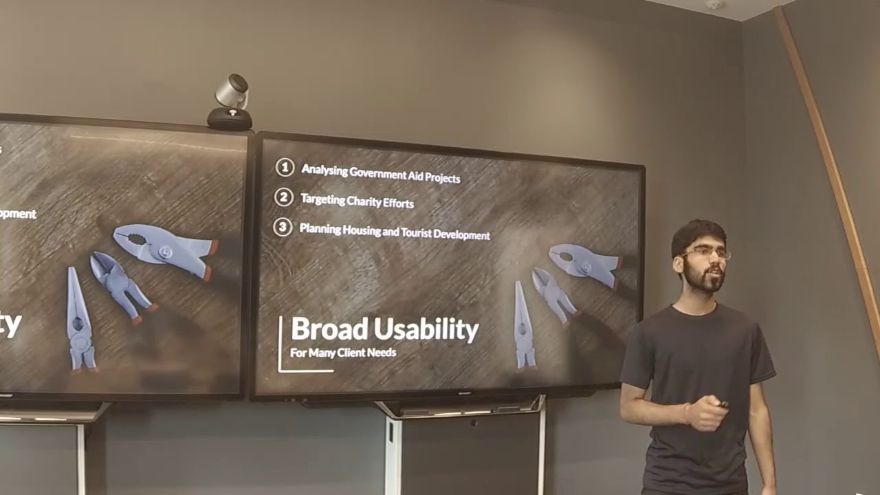 opment
ty
1 Analysing Government Aid Projects
2 Targeting Charity Efforts
3 Planning Housing and Tourist Development
Broad Usability
For Many Client Needs